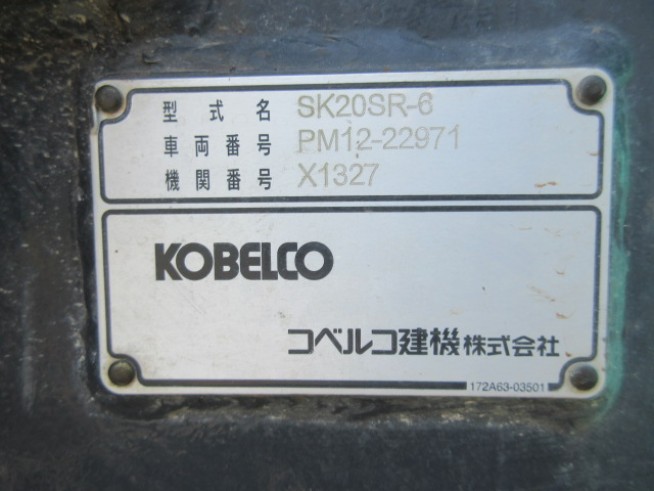 型式名 SK20SR-6
車両番号 PM12-22971
機関番号 X1327
KOBELCO
コベルコ建機株式会社
172A63-03501